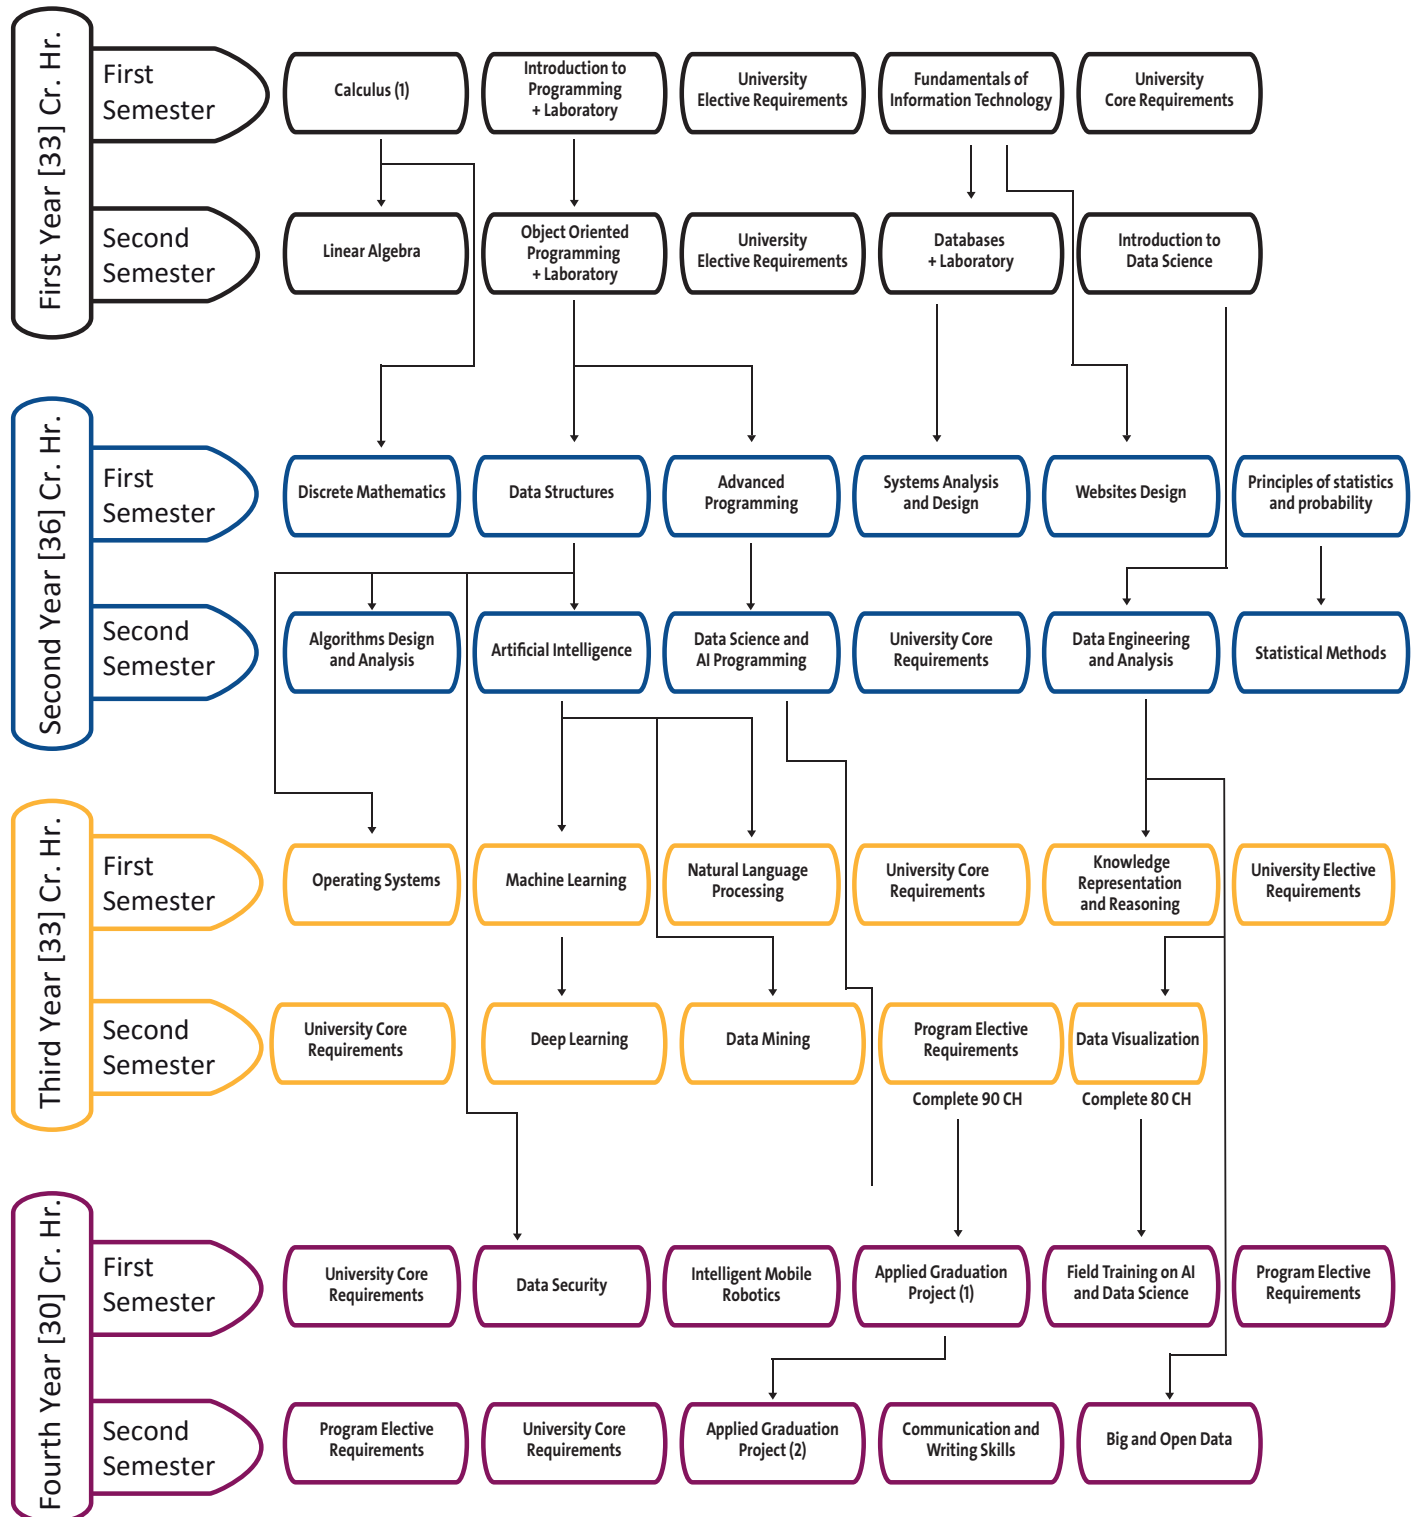 First Year [33] Cr. Hr.
First
Semester
Calculus (1)
Introduction to
Programming
+ Laboratory
University
Elective Requirements
Fundamentals of
Information Technology
University
Core Requirements
Second
Semester
Linear Algebra
Object Oriented
Programming
+ Laboratory
University
Elective Requirements
Databases
+ Laboratory
Introduction to
Data Science
Second Year [36] Cr. Hr.
First
Semester
Discrete Mathematics
Data Structures
Advanced
Programming
Systems Analysis
and Design
Websites Design
Principles of statistics
and probability
Second
Semester
Algorithms Design
and Analysis
Artificial Intelligence
Data Science and
AI Programming
University Core
Requirements
Data Engineering
and Analysis
Statistical Methods
Third Year [33] Cr. Hr.
First
Semester
Operating Systems
Machine Learning
Natural Language
Processing
University Core
Requirements
Knowledge
Representation
and Reasoning
University Elective
Requirements
Second
Semester
University Core
Requirements
Deep Learning
Data Mining
Program Elective
Requirements
Data Visualization
Complete 90 CH
Complete 80 CH
Fourth Year [30] Cr. Hr.
First
Semester
University Core
Requirements
Data Security
Intelligent Mobile
Robotics
Applied Graduation
Project (1)
Field Training on AI
and Data Science
Program Elective
Requirements
Second
Semester
Program Elective
Requirements
University Core
Requirements
Applied Graduation
Project (2)
Communication and
Writing Skills
Big and Open Data